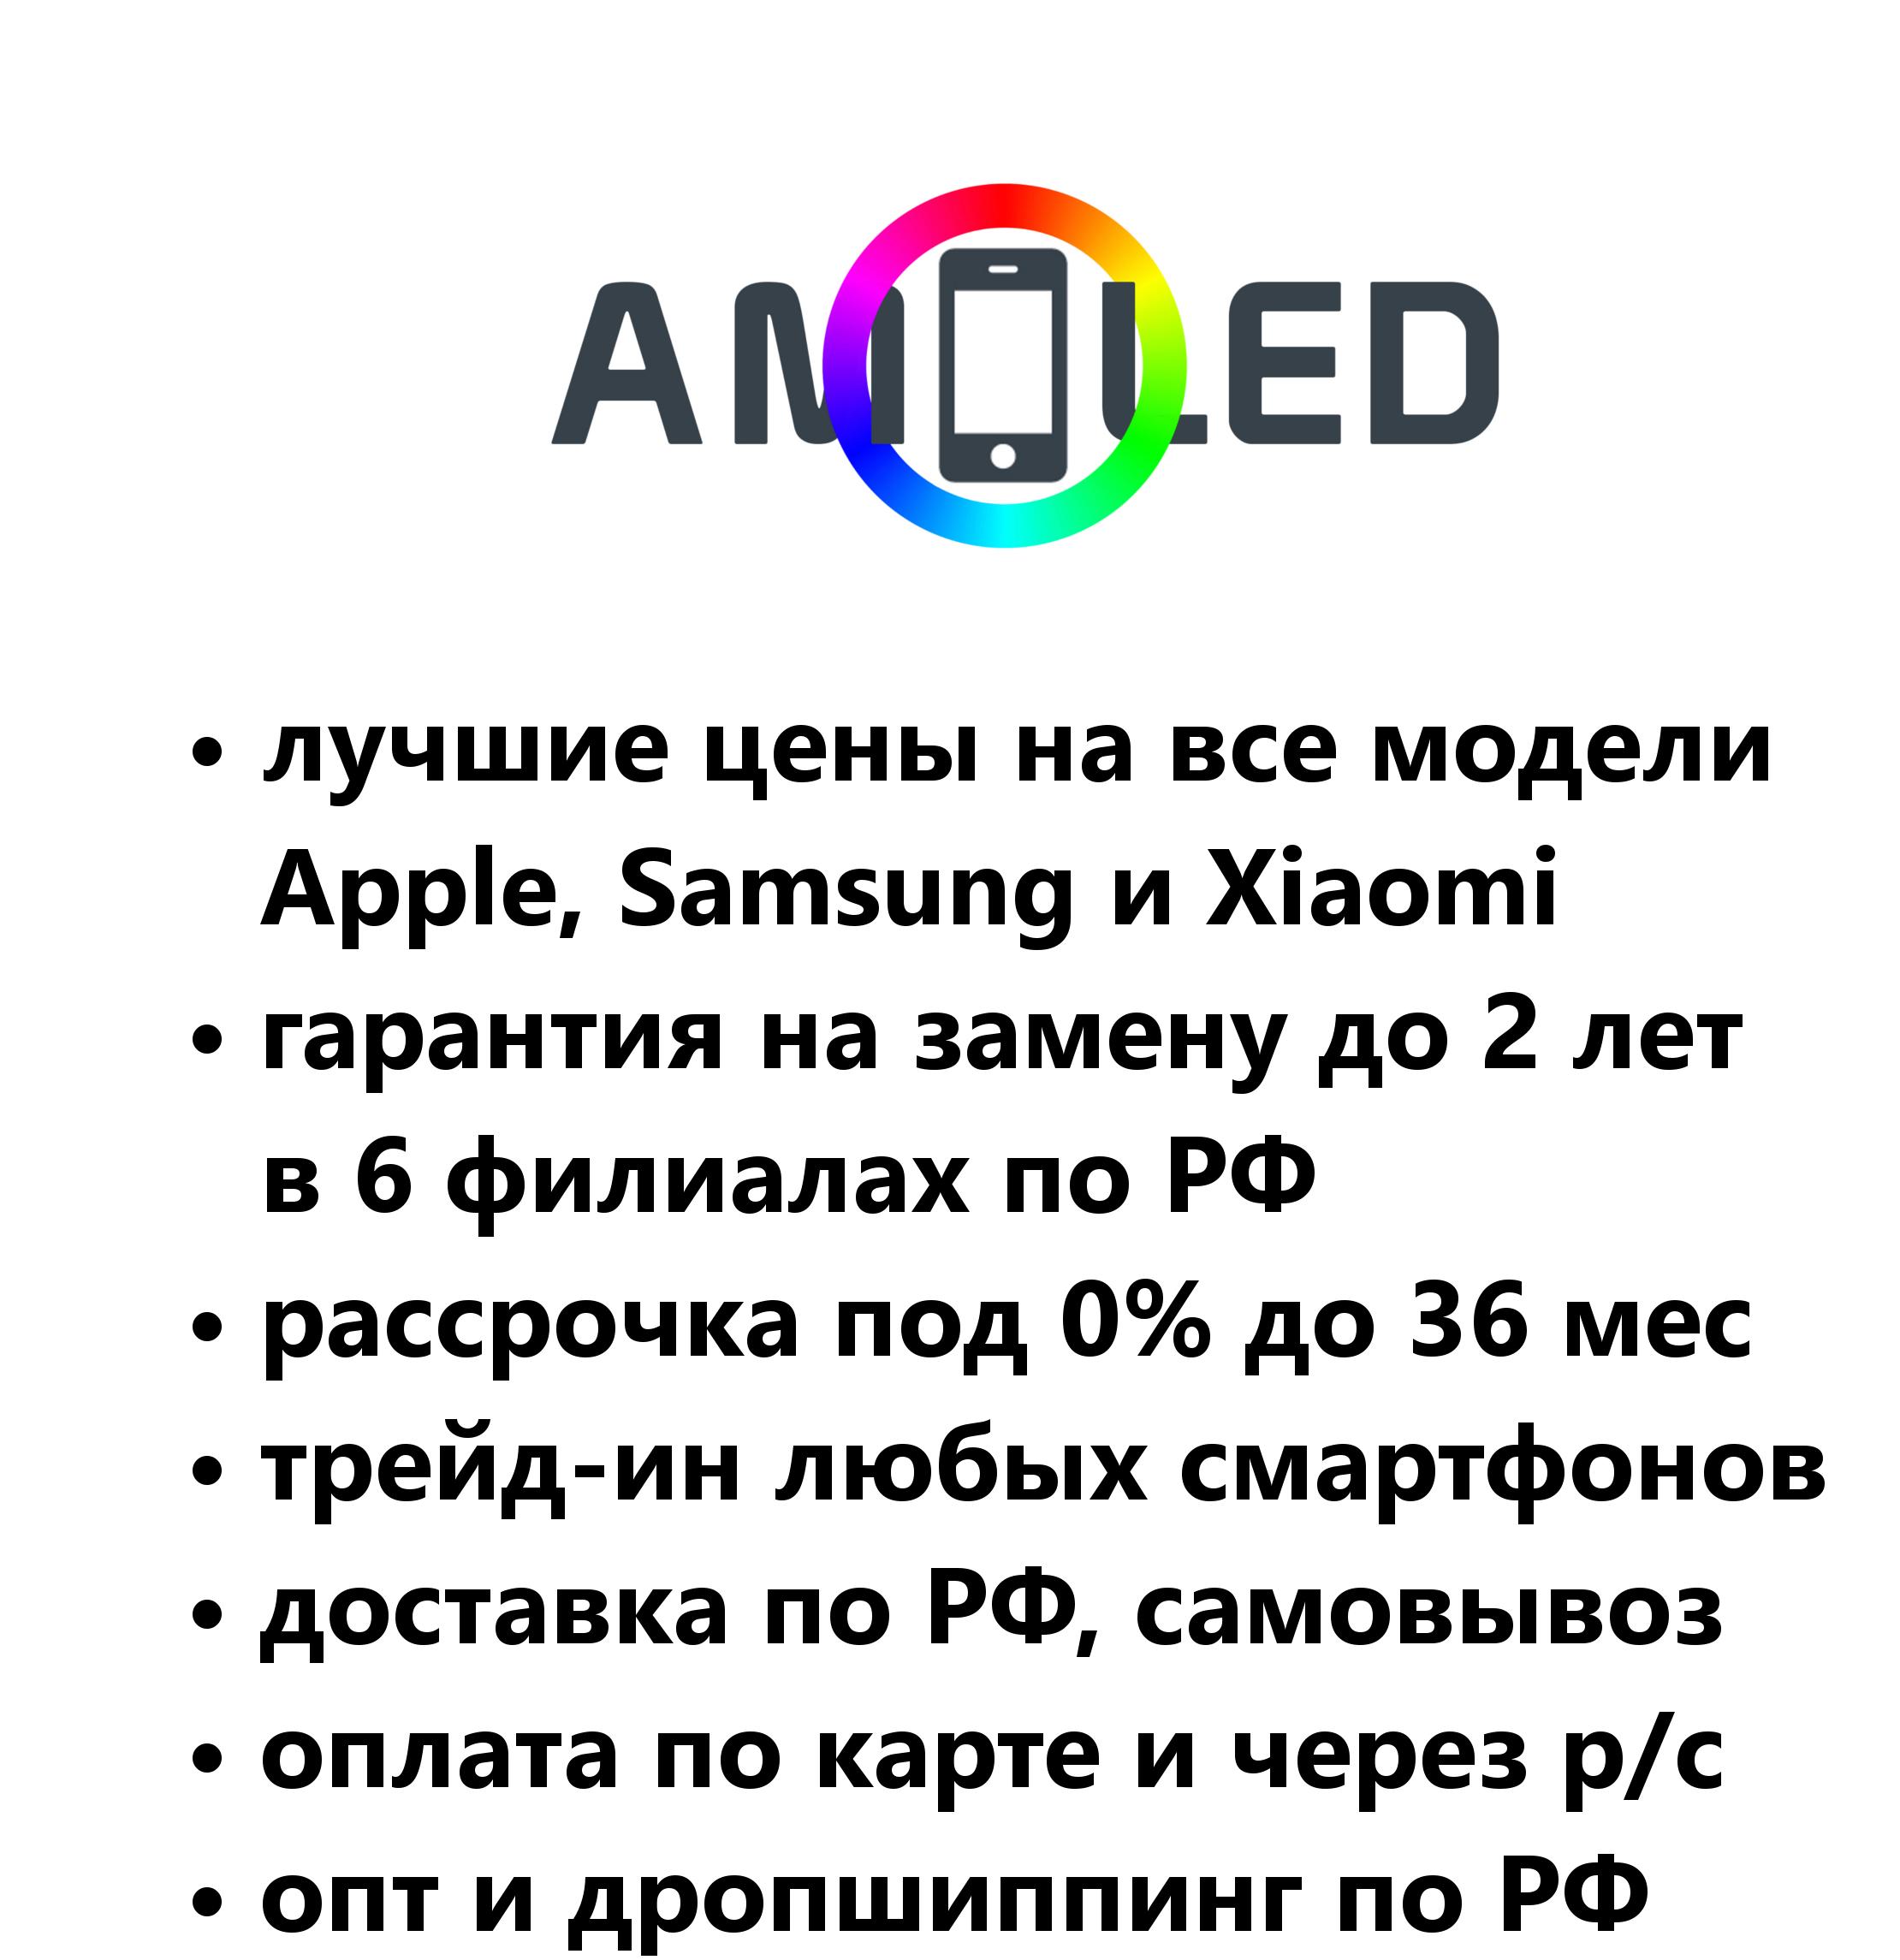 AMOLED
• лучшие цены на все модели
Apple, Samsung и Xiaomi
• гарантия на замену до 2 лет
в 6 филиалах по РФ
• рассрочка под 0% до 36 мес
• трейд-ин любых смартфонов
• доставка по РФ, самовывоз
• оплата по карте и через р/с
• опт и дропшиппинг по РФ